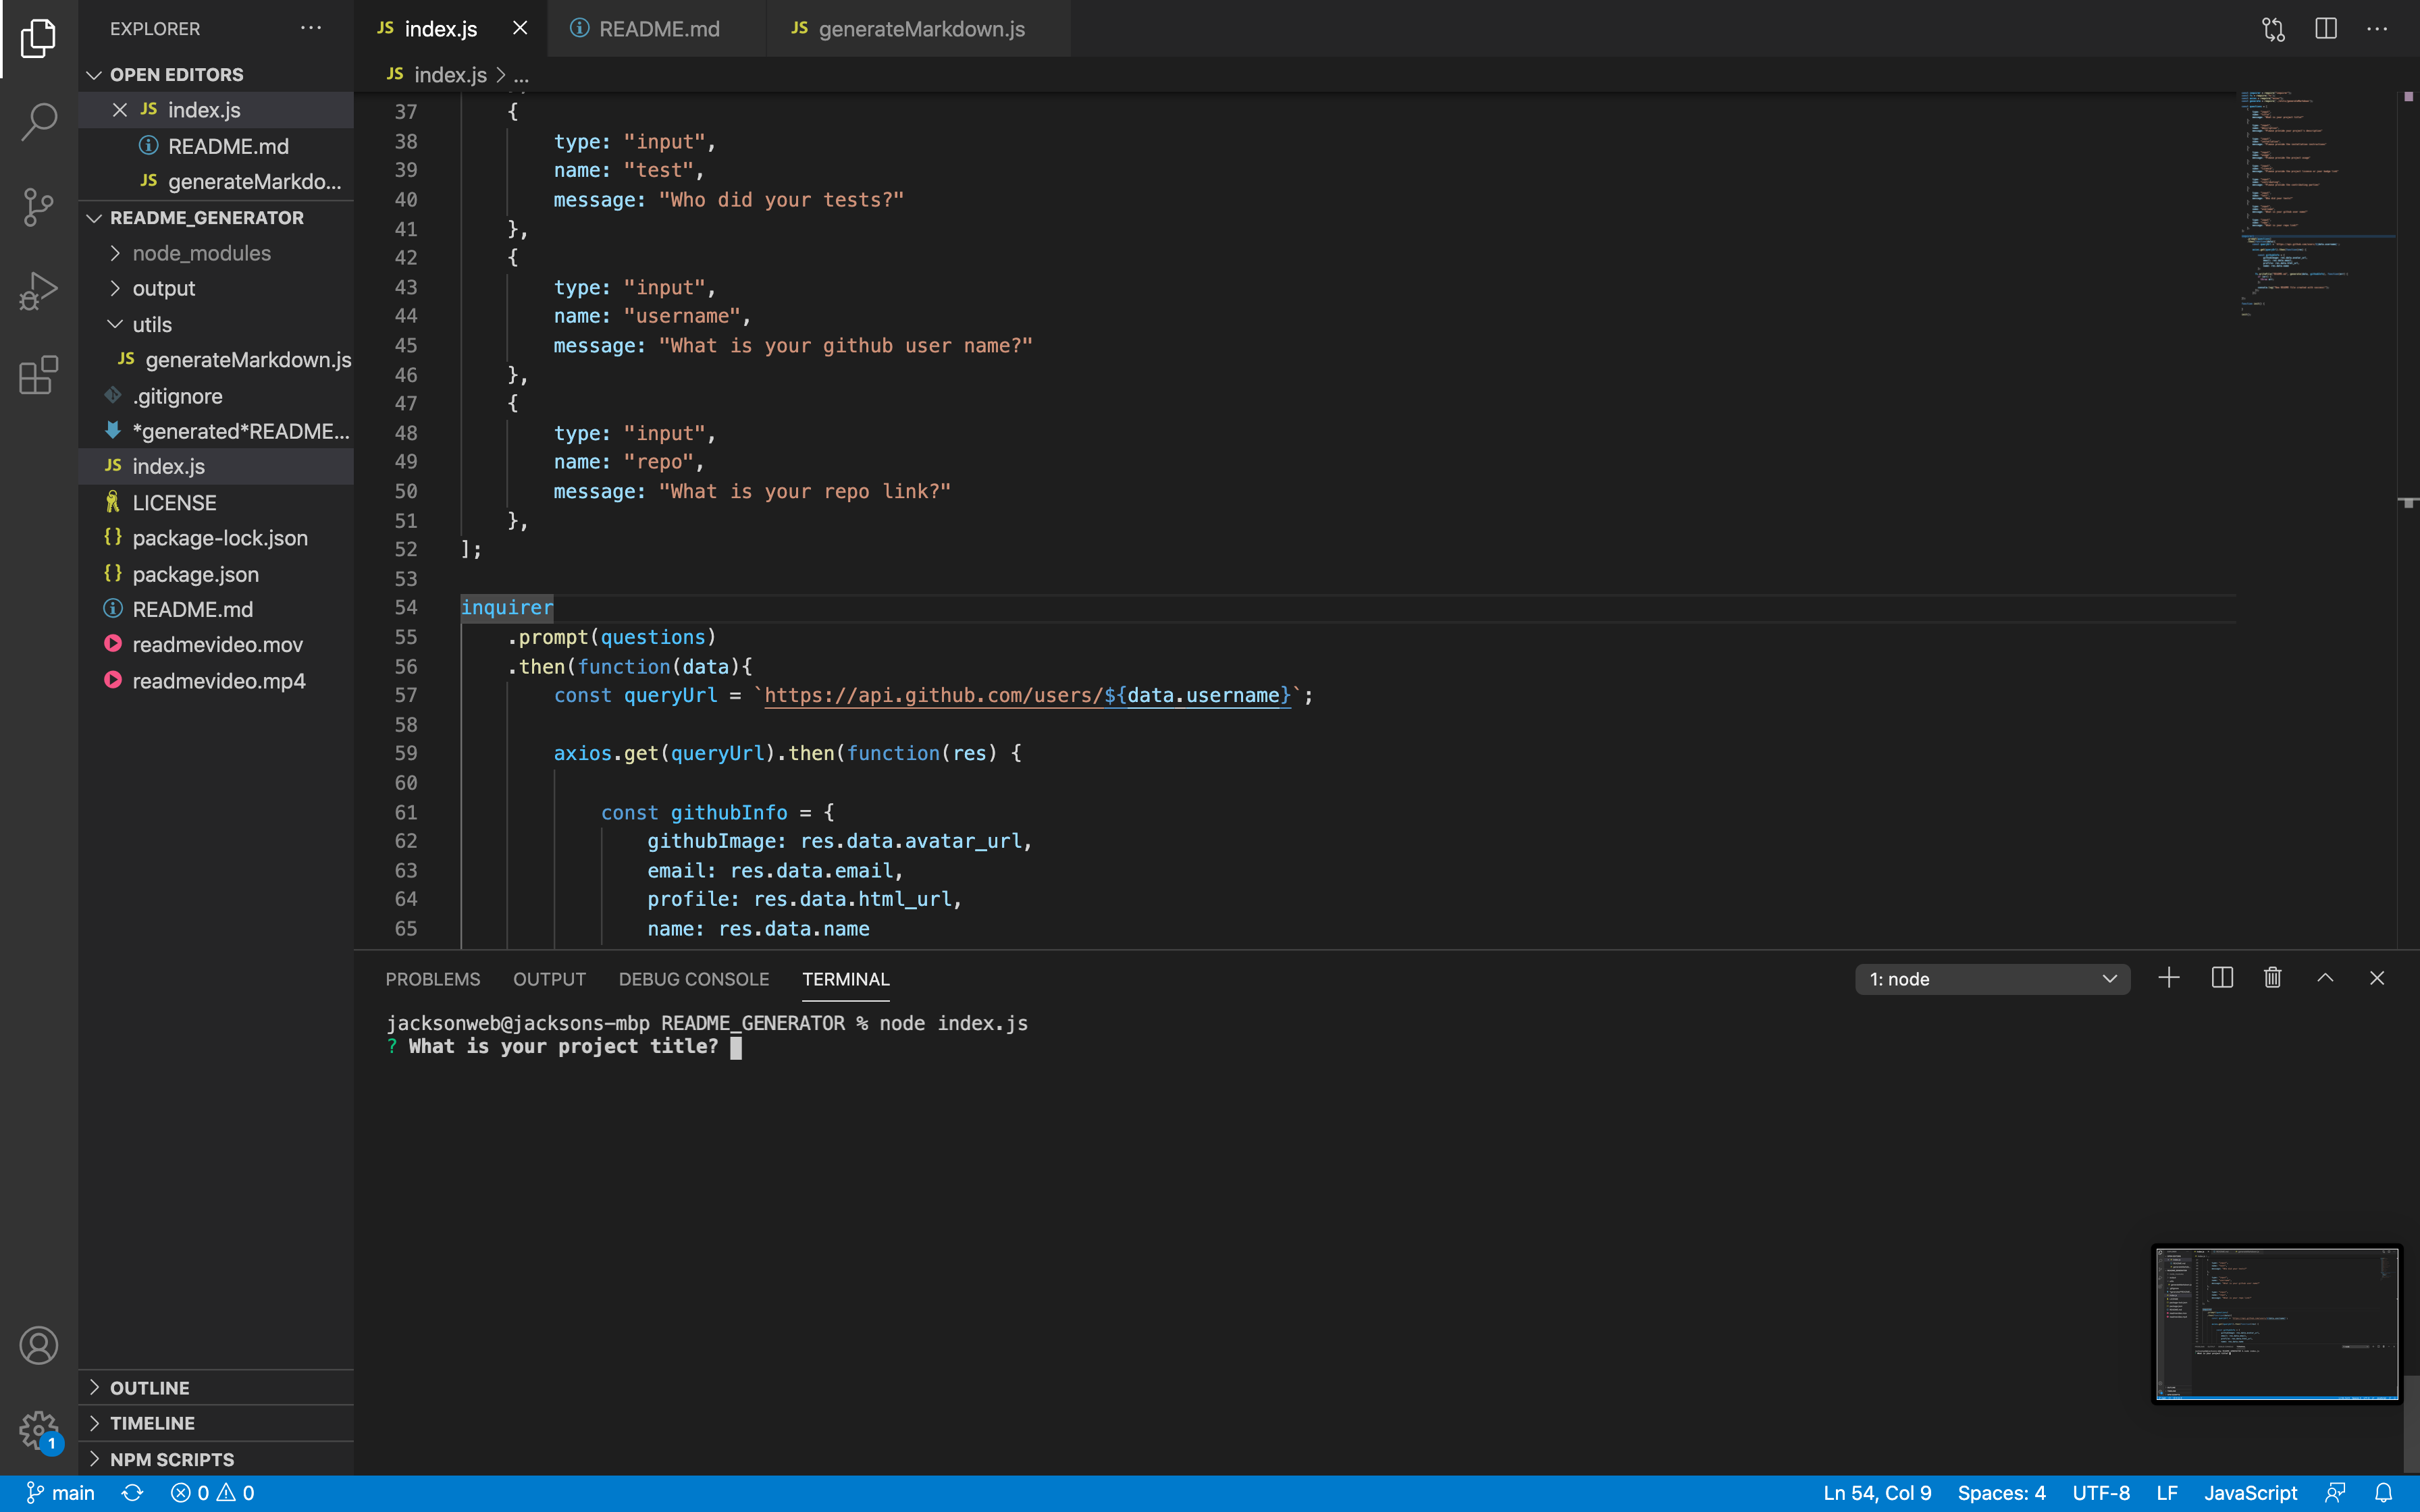 EXPLORER
OPEN EDITORS
index.js
README.md
generateMarkdo...
README_GENERATOR
node_modules
output
utils
generateMarkdown.js
.gitignore
*generated*README...
index.js
LICENSE
package-lock.json
package.json
README.md
readmevideo.mov
readmevideo.mp4
OUTLINE
TIMELINE
NPM SCRIPTS
JS index.js
README.md
JS generateMarkdown.js
JS index.js > ...
37 {
38 type: "input",
39 name: "test",
40 message: "Who did your tests?"
41 },
42 {
43 type: "input",
44 name: "username",
45 message: "What is your github user name?"
46 },
47 {
48 type: "input",
49 name: "repo",
50 message: "What is your repo link?"
51 },
52 ];
53
54 inquirer
55 .prompt(questions)
56 .then(function(data){
57 const queryUrl = `https://api.github.com/users/${data.username}`;
58
59 axios.get(queryUrl).then(function(res) {
60
61 const githubInfo = {
62 githubImage: res.data.avatar_url,
63 email: res.data.email,
64 profile: res.data.html_url,
65 name: res.data.name
PROBLEMS OUTPUT DEBUG CONSOLE TERMINAL
1: node
jacksonweb@jacksons-mbp README_GENERATOR % node index.js
? What is your project title?
1
main 0 0
Ln 54, Col 9 Spaces: 4 UTF-8 LF JavaScript